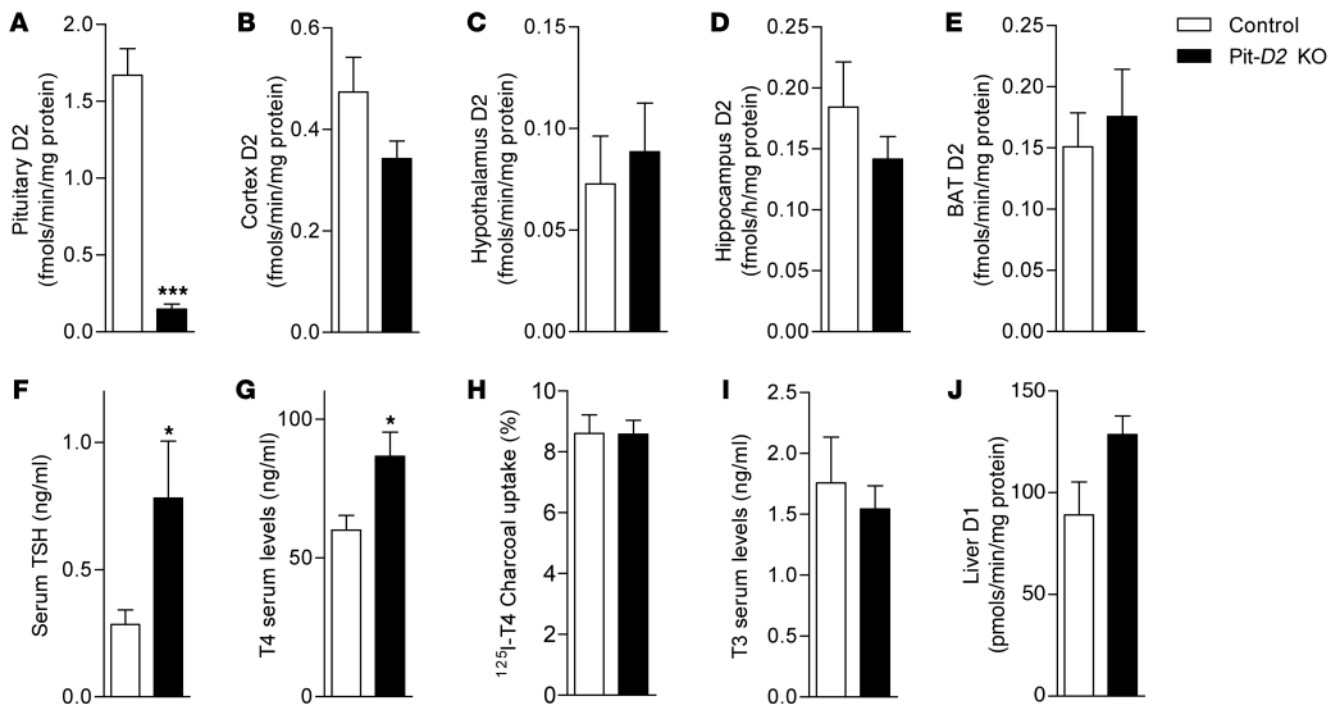 A
Pituitary D2
(fmols/min/mg protein)
2.0
1.5
1.0
0.5
0.0
***
B
Cortex D2
(fmols/min/mg protein)
0.6
0.4
0.3
0.0
C
Hypothalamus D2
(fmols/min/mg protein)
0.15
0.10
0.05
0.00
D
Hippocampus D2
(fmols/h/mg protein)
0.25
0.20
0.15
0.15
0.10
0.00
E
BAT D2
(fmols/min/mg protein)
0.25
0.20
0.15
0.15
0.10
0.00
Control
Pit-D2 KO
F
Serum TSH (ng/ml)
1.0
0.5
0.0
*
G
T4 serum levels (ng/ml)
100
50
0
*
H
¹²⁵I-T4 Charcoal uptake (%)
10
8
8
6
4
2
0
I
T3 serum levels (ng/ml)
2.5
2.0
1.5
1.5
1.0
0.5
0.0
J
Liver D1
(pmols/min/mg protein)
150
100
50
0